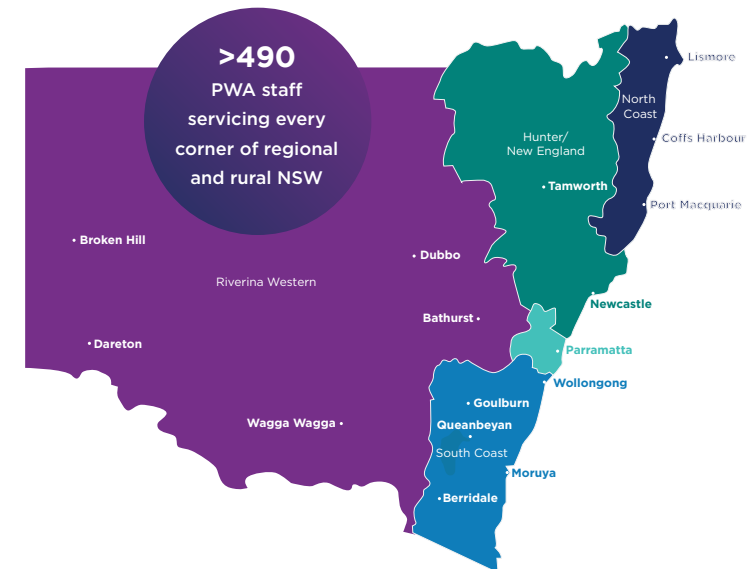 >490
PWA staff
servicing every
corner of regional
and rural NSW
Lismore
North
Coast
Coffs Harbour
Hunter/
New England
Tamworth
Port Macquarie
Broken Hill
Dubbo
Riverina Western
Newcastle
Bathurst
Dareton
Parramatta
Wollongong
Goulburn
Wagga Wagga
Queanbeyan
South Coast
Moruya
Berridale